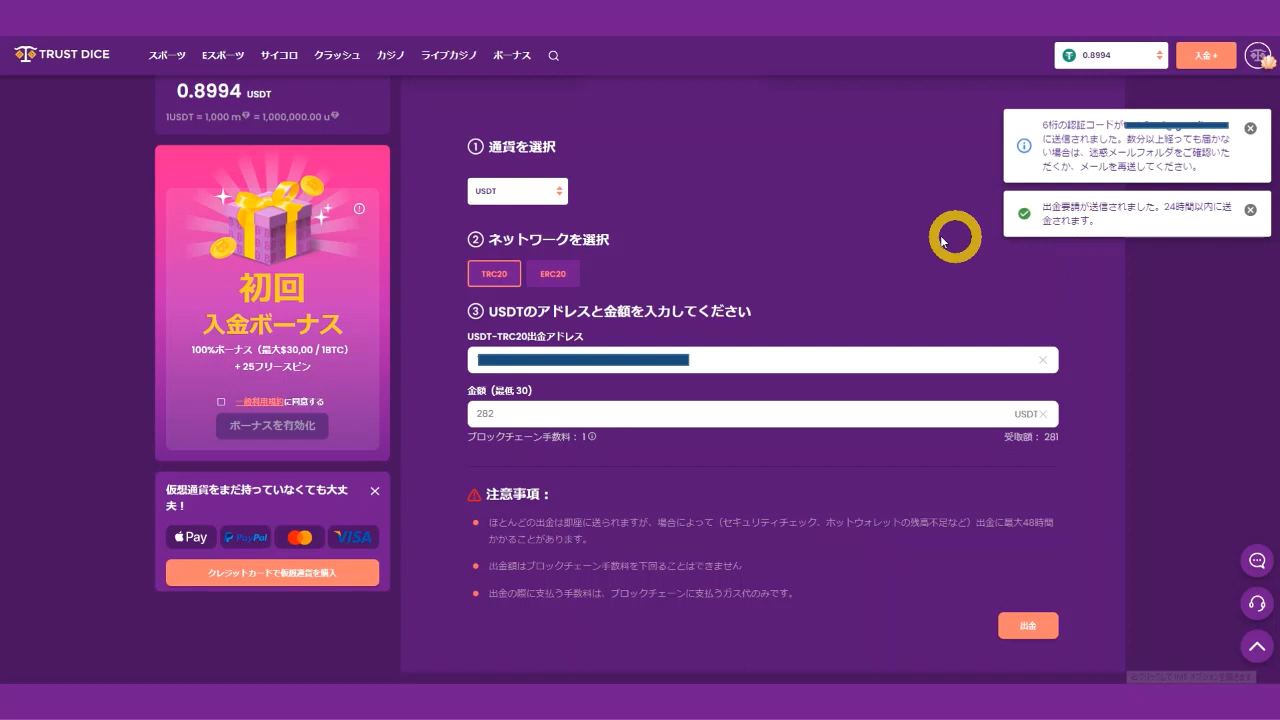 TRUST DICE
スポーツ Eスポーツ サイコロ クラッシュ カジノ ライブカジノ ボーナス
0.8994
入金 +
0.8994 USDT
1USDT = 1,000 m = 1,000,000.00 u
初回
入金ボーナス
100%ボーナス（最大$30,00 / 1BTC）
+ 25フリースピン
一般利用規約に同意する
ボーナスを有効化
仮想通貨をまだ持っていなくても大丈
夫！
Pay PayPal VISA
クレジットカードで仮想通貨を購入
① 通貨を選択
USDT
② ネットワークを選択
TRC20 ERC20
③ USDTのアドレスと金額を入力してください
USDT-TRC20出金アドレス
金額（最低 30）
282 USDT
ブロックチェーン手数料： 1
受取額： 281
注意事項：
ほとんどの出金は即座に送られますが、場合によって（セキュリティチェック、ホットウォレットの残高不足など）出金に最大48時間
かかることがあります。
出金額はブロックチェーン手数料を下回ることはできません
出金の際に支払う手数料は、ブロックチェーンに支払うガス代のみです。
出金
6桁の認証コードが
に送信されました。数分以上経っても届かな
い場合は、迷惑メールフォルダをご確認いた
だくか、メールを再送してください。
出金要請が送信されました。24時間以内に送
金されます。